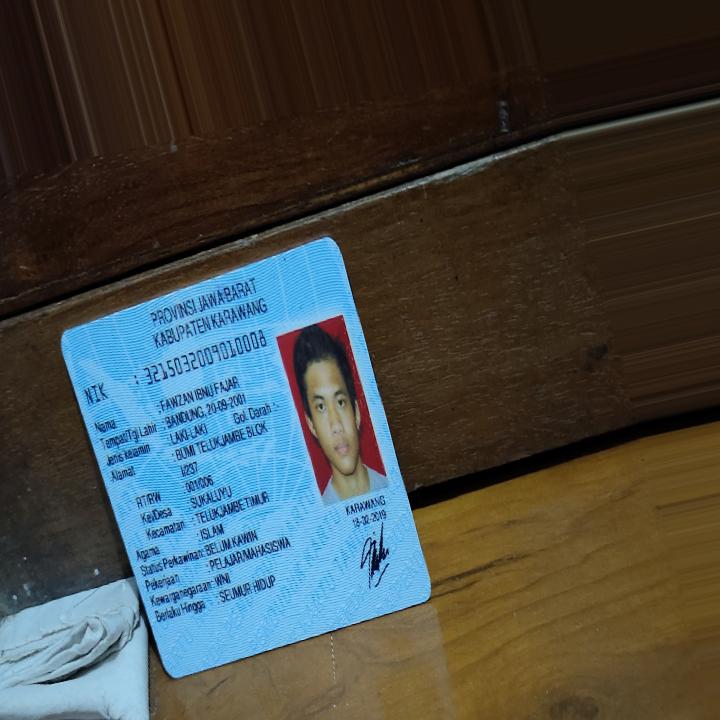 PROVINSI JAWA BARAT
KABUPATEN KARAWANG
NIK : 3215032009010008
Nama : FAWZAN IBNU FAJAR
Tempat/Tgl Lahir : BANDUNG, 20-09-2001
Jenis kelamin : LAKI-LAKI Gol. Darah : -
Alamat : BUMI TELUKJAMBE BLOK
RT/RW : 001/006
Kel/Desa : SUKALUYU
Kecamatan : TELUKJAMBE TIMUR
Agama : ISLAM
Status Perkawinan: BELUM KAWIN
Pekerjaan : PELAJAR/MAHASISWA
Kewarganegaraan: WNI
Berlaku Hingga : SEUMUR HIDUP
KARAWANG